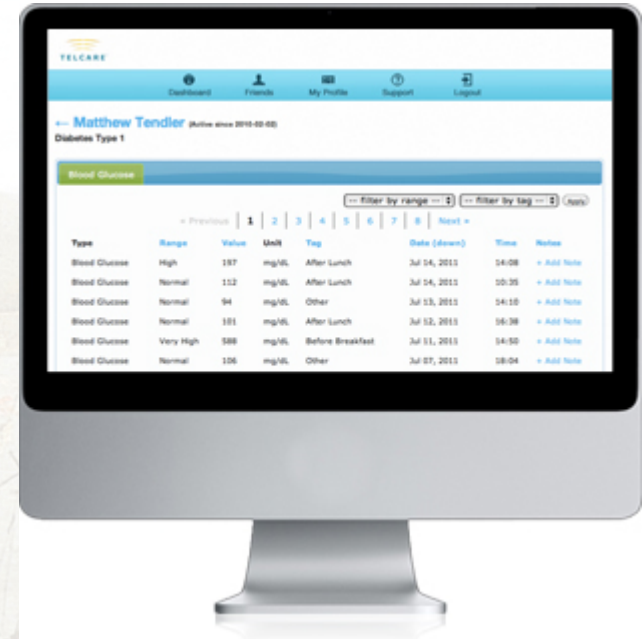 TELCARE
Dashboard Friends My Profile Support Logout
← Matthew Tendler (Active since 2010-02-02)
Diabetes Type 1
Blood Glucose
-- filter by range -- -- filter by tag -- Apply
« Previous 1 2 3 4 5 6 7 8 Next »
Type Range Value Unit Tag Date (down) Time Notes
Blood Glucose High 197 mg/dL After Lunch Jul 14, 2011 14:08 + Add Note
Blood Glucose Normal 112 mg/dL After Lunch Jul 14, 2011 10:35 + Add Note
Blood Glucose Normal 94 mg/dL Other Jul 13, 2011 14:10 + Add Note
Blood Glucose Normal 101 mg/dL After Lunch Jul 12, 2011 16:38 + Add Note
Blood Glucose Very High 588 mg/dL Before Breakfast Jul 11, 2011 14:50 + Add Note
Blood Glucose Normal 106 mg/dL Other Jul 07, 2011 18:04 + Add Note